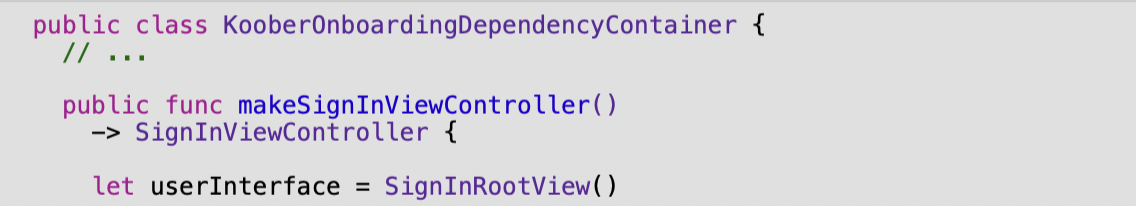 public class KooberOnboardingDependencyContainer {
// ...
public func makeSignInViewController()
-> SignInViewController {
let userInterface = SignInRootView()